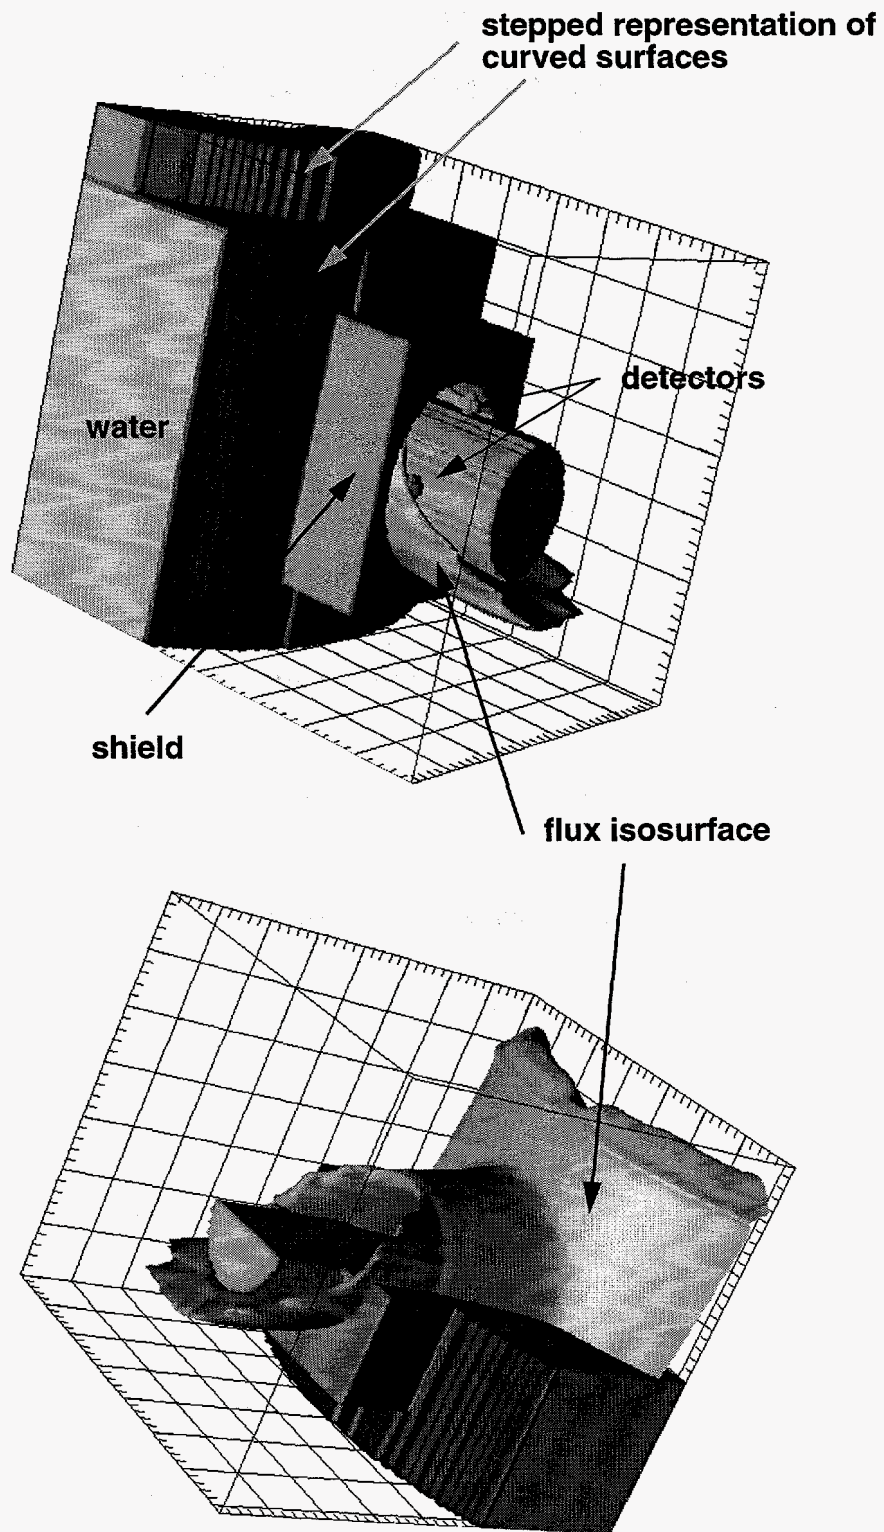 stepped representation of
curved surfaces
detectors
water
shield
flux isosurface